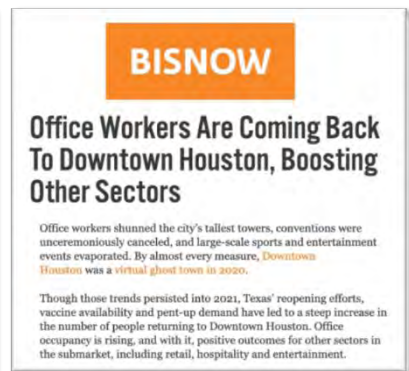 BISNOW
Office Workers Are Coming Back
To Downtown Houston, Boosting
Other Sectors
Office workers shunned the city's tallest towers, conventions were
unceremoniously canceled, and large-scale sports and entertainment
events evaporated. By almost every measure, Downtown
Houston was a virtual ghost town in 2020.
Though those trends persisted into 2021, Texas' reopening efforts,
vaccine availability and pent-up demand have led to a steep increase in
the number of people returning to Downtown Houston. Office
occupancy is rising, and with it, positive outcomes for other sectors in
the submarket, including retail, hospitality and entertainment.